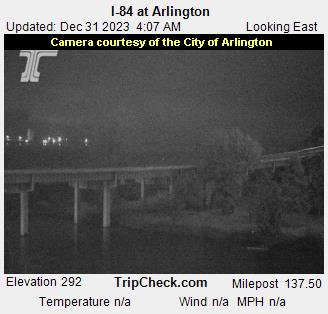 I-84 at Arlington
Updated: Dec 31 2023 4:07 AM Looking East
Camera courtesy of the City of Arlington
Elevation 292 TripCheck.com Milepost 137.50
Temperature n/a Wind n/a MPH n/a